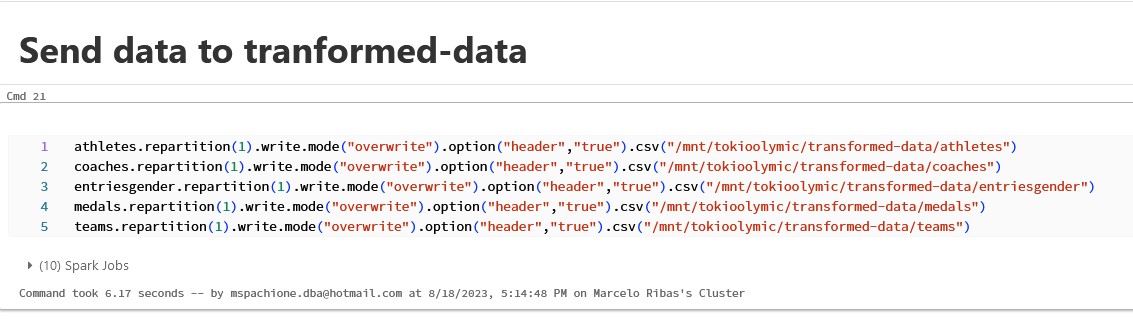 Send data to tranformed-data
Cmd 21
1 athletes.repartition(1).write.mode("overwrite").option("header","true").csv("/mnt/tokioolymic/transformed-data/athletes")
2 coaches.repartition(1).write.mode("overwrite").option("header","true").csv("/mnt/tokioolymic/transformed-data/coaches")
3 entriesgender.repartition(1).write.mode("overwrite").option("header","true").csv("/mnt/tokioolymic/transformed-data/entriesgender")
4 medals.repartition(1).write.mode("overwrite").option("header","true").csv("/mnt/tokioolymic/transformed-data/medals")
5 teams.repartition(1).write.mode("overwrite").option("header","true").csv("/mnt/tokioolymic/transformed-data/teams")
(10) Spark Jobs
Command took 6.17 seconds -- by mspachione.dba@hotmail.com at 8/18/2023, 5:14:48 PM on Marcelo Ribas's Cluster